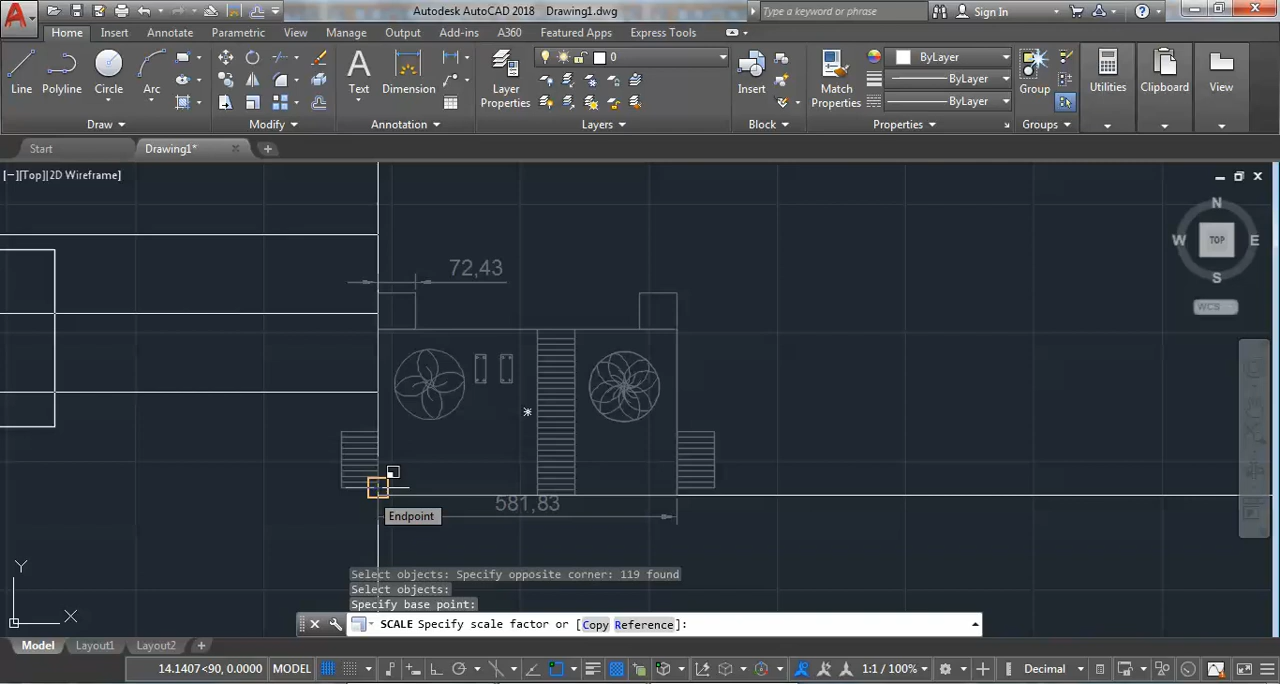 Autodesk AutoCAD 2018 Drawing1.dwg
Type a keyword or phrase
Sign In
Home Insert Annotate Parametric View Manage Output Add-ins A360 Featured Apps Express Tools
0
ByLayer
ByLayer
ByLayer
Line Polyline Circle Arc Text Dimension Layer Properties Insert Match Properties Group Utilities Clipboard View
Draw Modify Annotation Layers Block Properties Groups
Start Drawing1*
[−][Top][2D Wireframe]
N
W TOP E
S
WCS
72,43
581,83
Endpoint
Select objects: Specify opposite corner: 119 found
Select objects:
Specify base point:
SCALE Specify scale factor or [Copy Reference]:
Y
X
Model Layout1 Layout2
14.1407<90, 0.0000 MODEL 1:1 / 100% Decimal